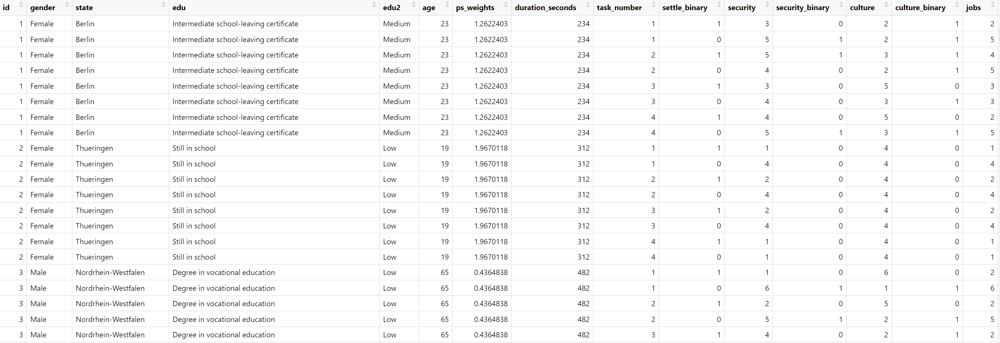 id gender state edu edu2 age ps_weights duration_seconds task_number settle_binary security security_binary culture culture_binary jobs
1 Female Berlin Intermediate school-leaving certificate Medium 23 1.2622403 234 1 1 3 0 2 1 2
1 Female Berlin Intermediate school-leaving certificate Medium 23 1.2622403 234 1 0 5 1 2 1 5
1 Female Berlin Intermediate school-leaving certificate Medium 23 1.2622403 234 2 1 5 1 3 1 4
1 Female Berlin Intermediate school-leaving certificate Medium 23 1.2622403 234 2 0 4 0 2 1 5
1 Female Berlin Intermediate school-leaving certificate Medium 23 1.2622403 234 3 1 3 0 5 0 3
1 Female Berlin Intermediate school-leaving certificate Medium 23 1.2622403 234 3 0 4 0 3 1 3
1 Female Berlin Intermediate school-leaving certificate Medium 23 1.2622403 234 4 1 4 0 5 0 2
1 Female Berlin Intermediate school-leaving certificate Medium 23 1.2622403 234 4 0 5 1 3 1 5
2 Female Thueringen Still in school Low 19 1.9670118 312 1 1 1 0 4 0 1
2 Female Thueringen Still in school Low 19 1.9670118 312 1 0 4 0 4 0 4
2 Female Thueringen Still in school Low 19 1.9670118 312 2 1 2 0 4 0 2
2 Female Thueringen Still in school Low 19 1.9670118 312 2 0 4 0 4 0 4
2 Female Thueringen Still in school Low 19 1.9670118 312 3 1 2 0 4 0 2
2 Female Thueringen Still in school Low 19 1.9670118 312 3 0 4 0 4 0 4
2 Female Thueringen Still in school Low 19 1.9670118 312 4 1 1 0 4 0 1
2 Female Thueringen Still in school Low 19 1.9670118 312 4 0 1 0 4 0 1
3 Male Nordrhein-Westfalen Degree in vocational education Low 65 0.4364838 482 1 1 1 0 6 0 2
3 Male Nordrhein-Westfalen Degree in vocational education Low 65 0.4364838 482 1 0 6 1 1 1 6
3 Male Nordrhein-Westfalen Degree in vocational education Low 65 0.4364838 482 2 1 2 0 5 0 2
3 Male Nordrhein-Westfalen Degree in vocational education Low 65 0.4364838 482 2 0 5 1 2 1 5
3 Male Nordrhein-Westfalen Degree in vocational education Low 65 0.4364838 482 3 1 4 0 2 1 2